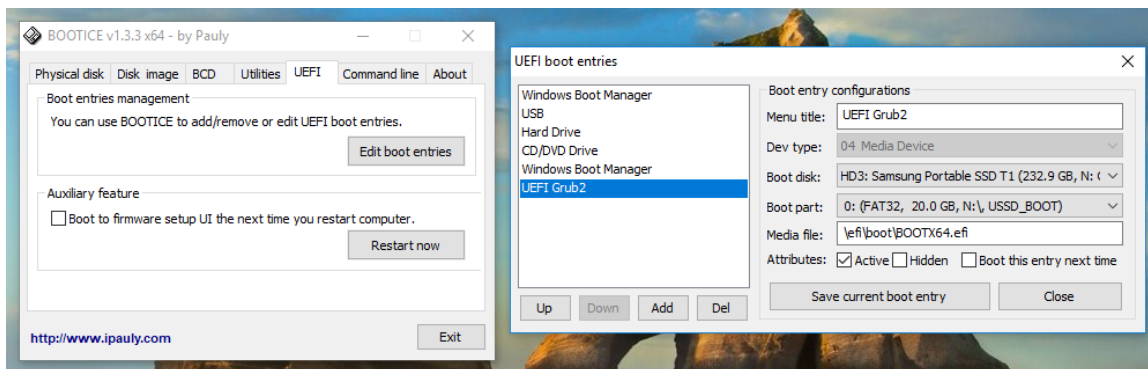 BOOTICE v1.3.3 x64 - by Pauly
Physical disk Disk image BCD Utilities UEFI Command line About
Boot entries management
You can use BOOTICE to add/remove or edit UEFI boot entries.
Edit boot entries
Auxiliary feature
Boot to firmware setup UI the next time you restart computer.
Restart now
http://www.ipauly.com
Exit
UEFI boot entries
Windows Boot Manager
USB
Hard Drive
CD/DVD Drive
Windows Boot Manager
UEFI Grub2
Up Down Add Del
Boot entry configurations
Menu title: UEFI Grub2
Dev type: 04 Media Device
Boot disk: HD3: Samsung Portable SSD T1 (232.9 GB, N: (
Boot part: 0: (FAT32, 20.0 GB, N:\, USSD_BOOT)
Media file: \efi\boot\BOOTX64.efi
Attributes: Active Hidden Boot this entry next time
Save current boot entry Close